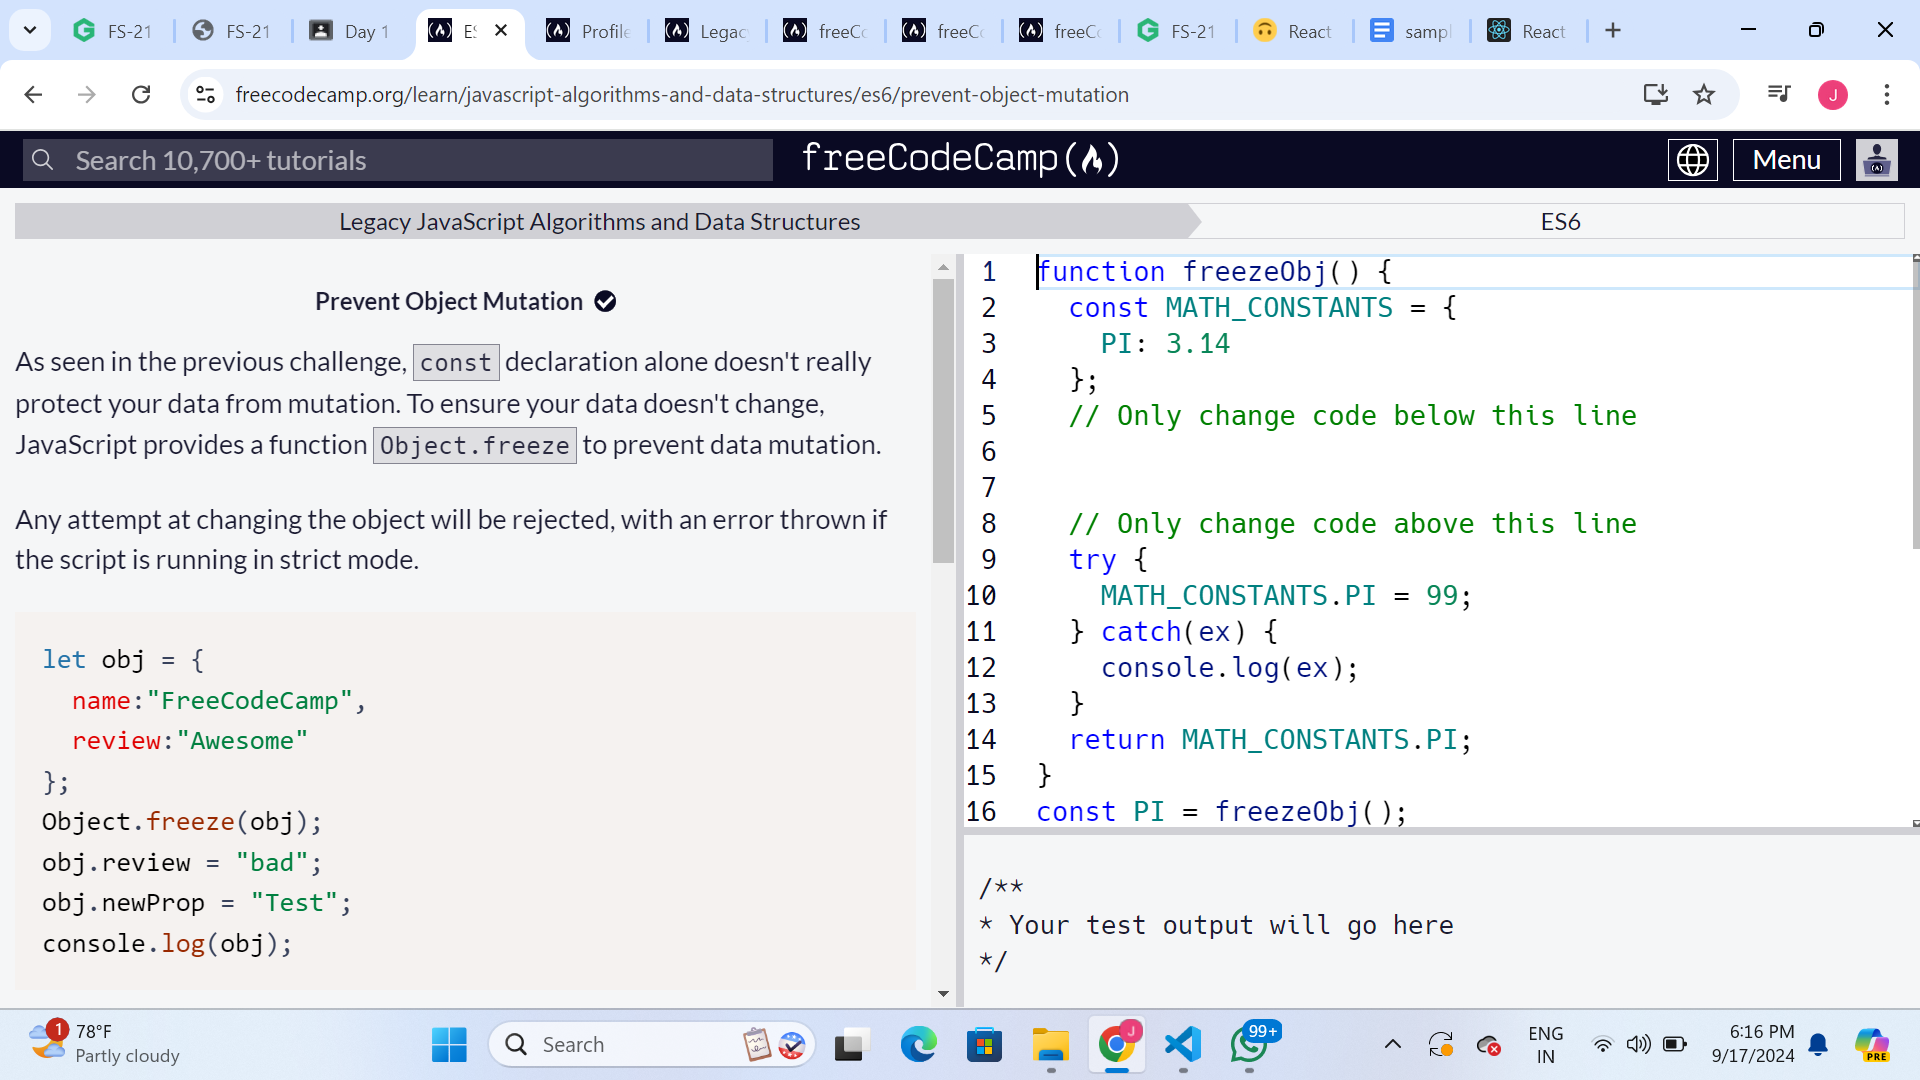 FS-21
FS-21
Day 1
ES
Profile
Legac
freeCo
freeCo
freeCo
FS-21
React
sampl
React
freecodecamp.org/learn/javascript-algorithms-and-data-structures/es6/prevent-object-mutation
J
Search 10,700+ tutorials
freeCodeCamp(🔥)
Menu
Legacy JavaScript Algorithms and Data Structures
ES6
Prevent Object Mutation
As seen in the previous challenge, const declaration alone doesn't really
protect your data from mutation. To ensure your data doesn't change,
JavaScript provides a function Object.freeze to prevent data mutation.
Any attempt at changing the object will be rejected, with an error thrown if
the script is running in strict mode.
let obj = {
  name:"FreeCodeCamp",
  review:"Awesome"
};
Object.freeze(obj);
obj.review = "bad";
obj.newProp = "Test";
console.log(obj);
1 function freezeObj() {
2   const MATH_CONSTANTS = {
3     PI: 3.14
4   };
5   // Only change code below this line
6
7
8   // Only change code above this line
9   try {
10     MATH_CONSTANTS.PI = 99;
11   } catch(ex) {
12     console.log(ex);
13   }
14   return MATH_CONSTANTS.PI;
15 }
16 const PI = freezeObj();
/**
* Your test output will go here
*/
1
78°F
Partly cloudy
Search
J
99+
ENG
IN
6:16 PM
9/17/2024
PRE